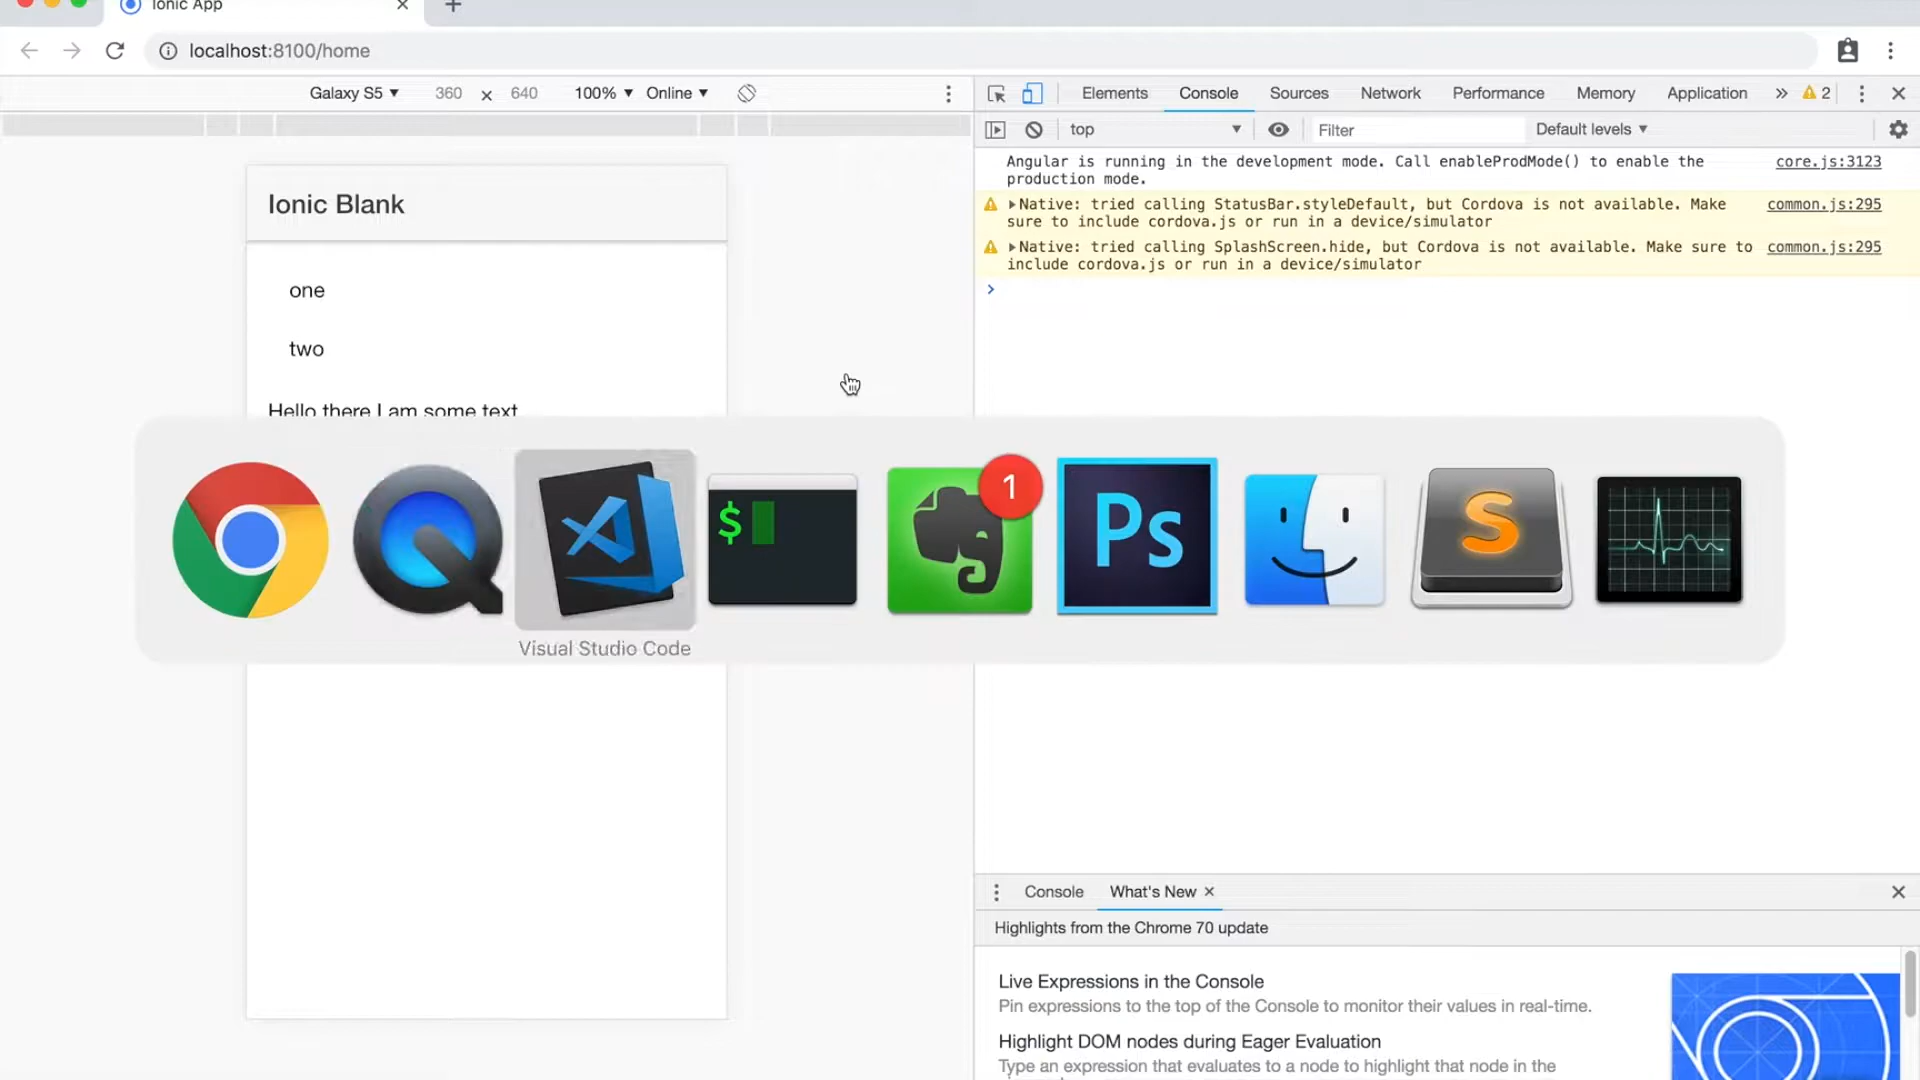 Ionic App
localhost:8100/home
Galaxy S5 ▼ 360 × 640 100% ▼ Online ▼
Elements Console Sources Network Performance Memory Application » 2
top ▼ Filter Default levels ▼
Angular is running in the development mode. Call enableProdMode() to enable the core.js:3123
production mode.
Native: tried calling StatusBar.styleDefault, but Cordova is not available. Make common.js:295
sure to include cordova.js or run in a device/simulator
Native: tried calling SplashScreen.hide, but Cordova is not available. Make sure to common.js:295
include cordova.js or run in a device/simulator
Ionic Blank
one
two
Hello there I am some text
$
1
Ps
S
Visual Studio Code
Console What's New ×
Highlights from the Chrome 70 update
Live Expressions in the Console
Pin expressions to the top of the Console to monitor their values in real-time.
Highlight DOM nodes during Eager Evaluation
Type an expression that evaluates to a node to highlight that node in the